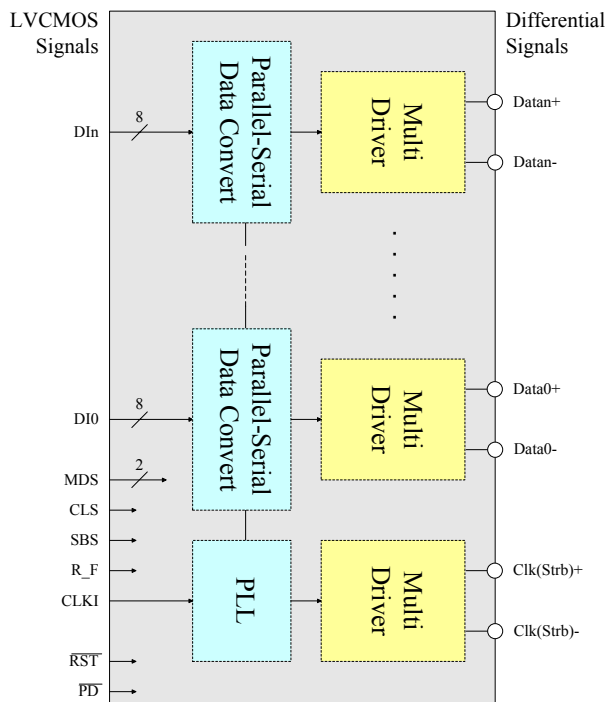 LVCMOS
Signals
Differential
Signals
Parallel-Serial
Data Convert
Multi
Driver
Datan+
DIn
8
Datan-
Parallel-Serial
Data Convert
Multi
Driver
Data0+
DI0
8
Data0-
MDS
2
CLS
SBS
R_F
CLKI
PLL
Multi
Driver
Clk(Strb)+
Clk(Strb)-
RST
PD